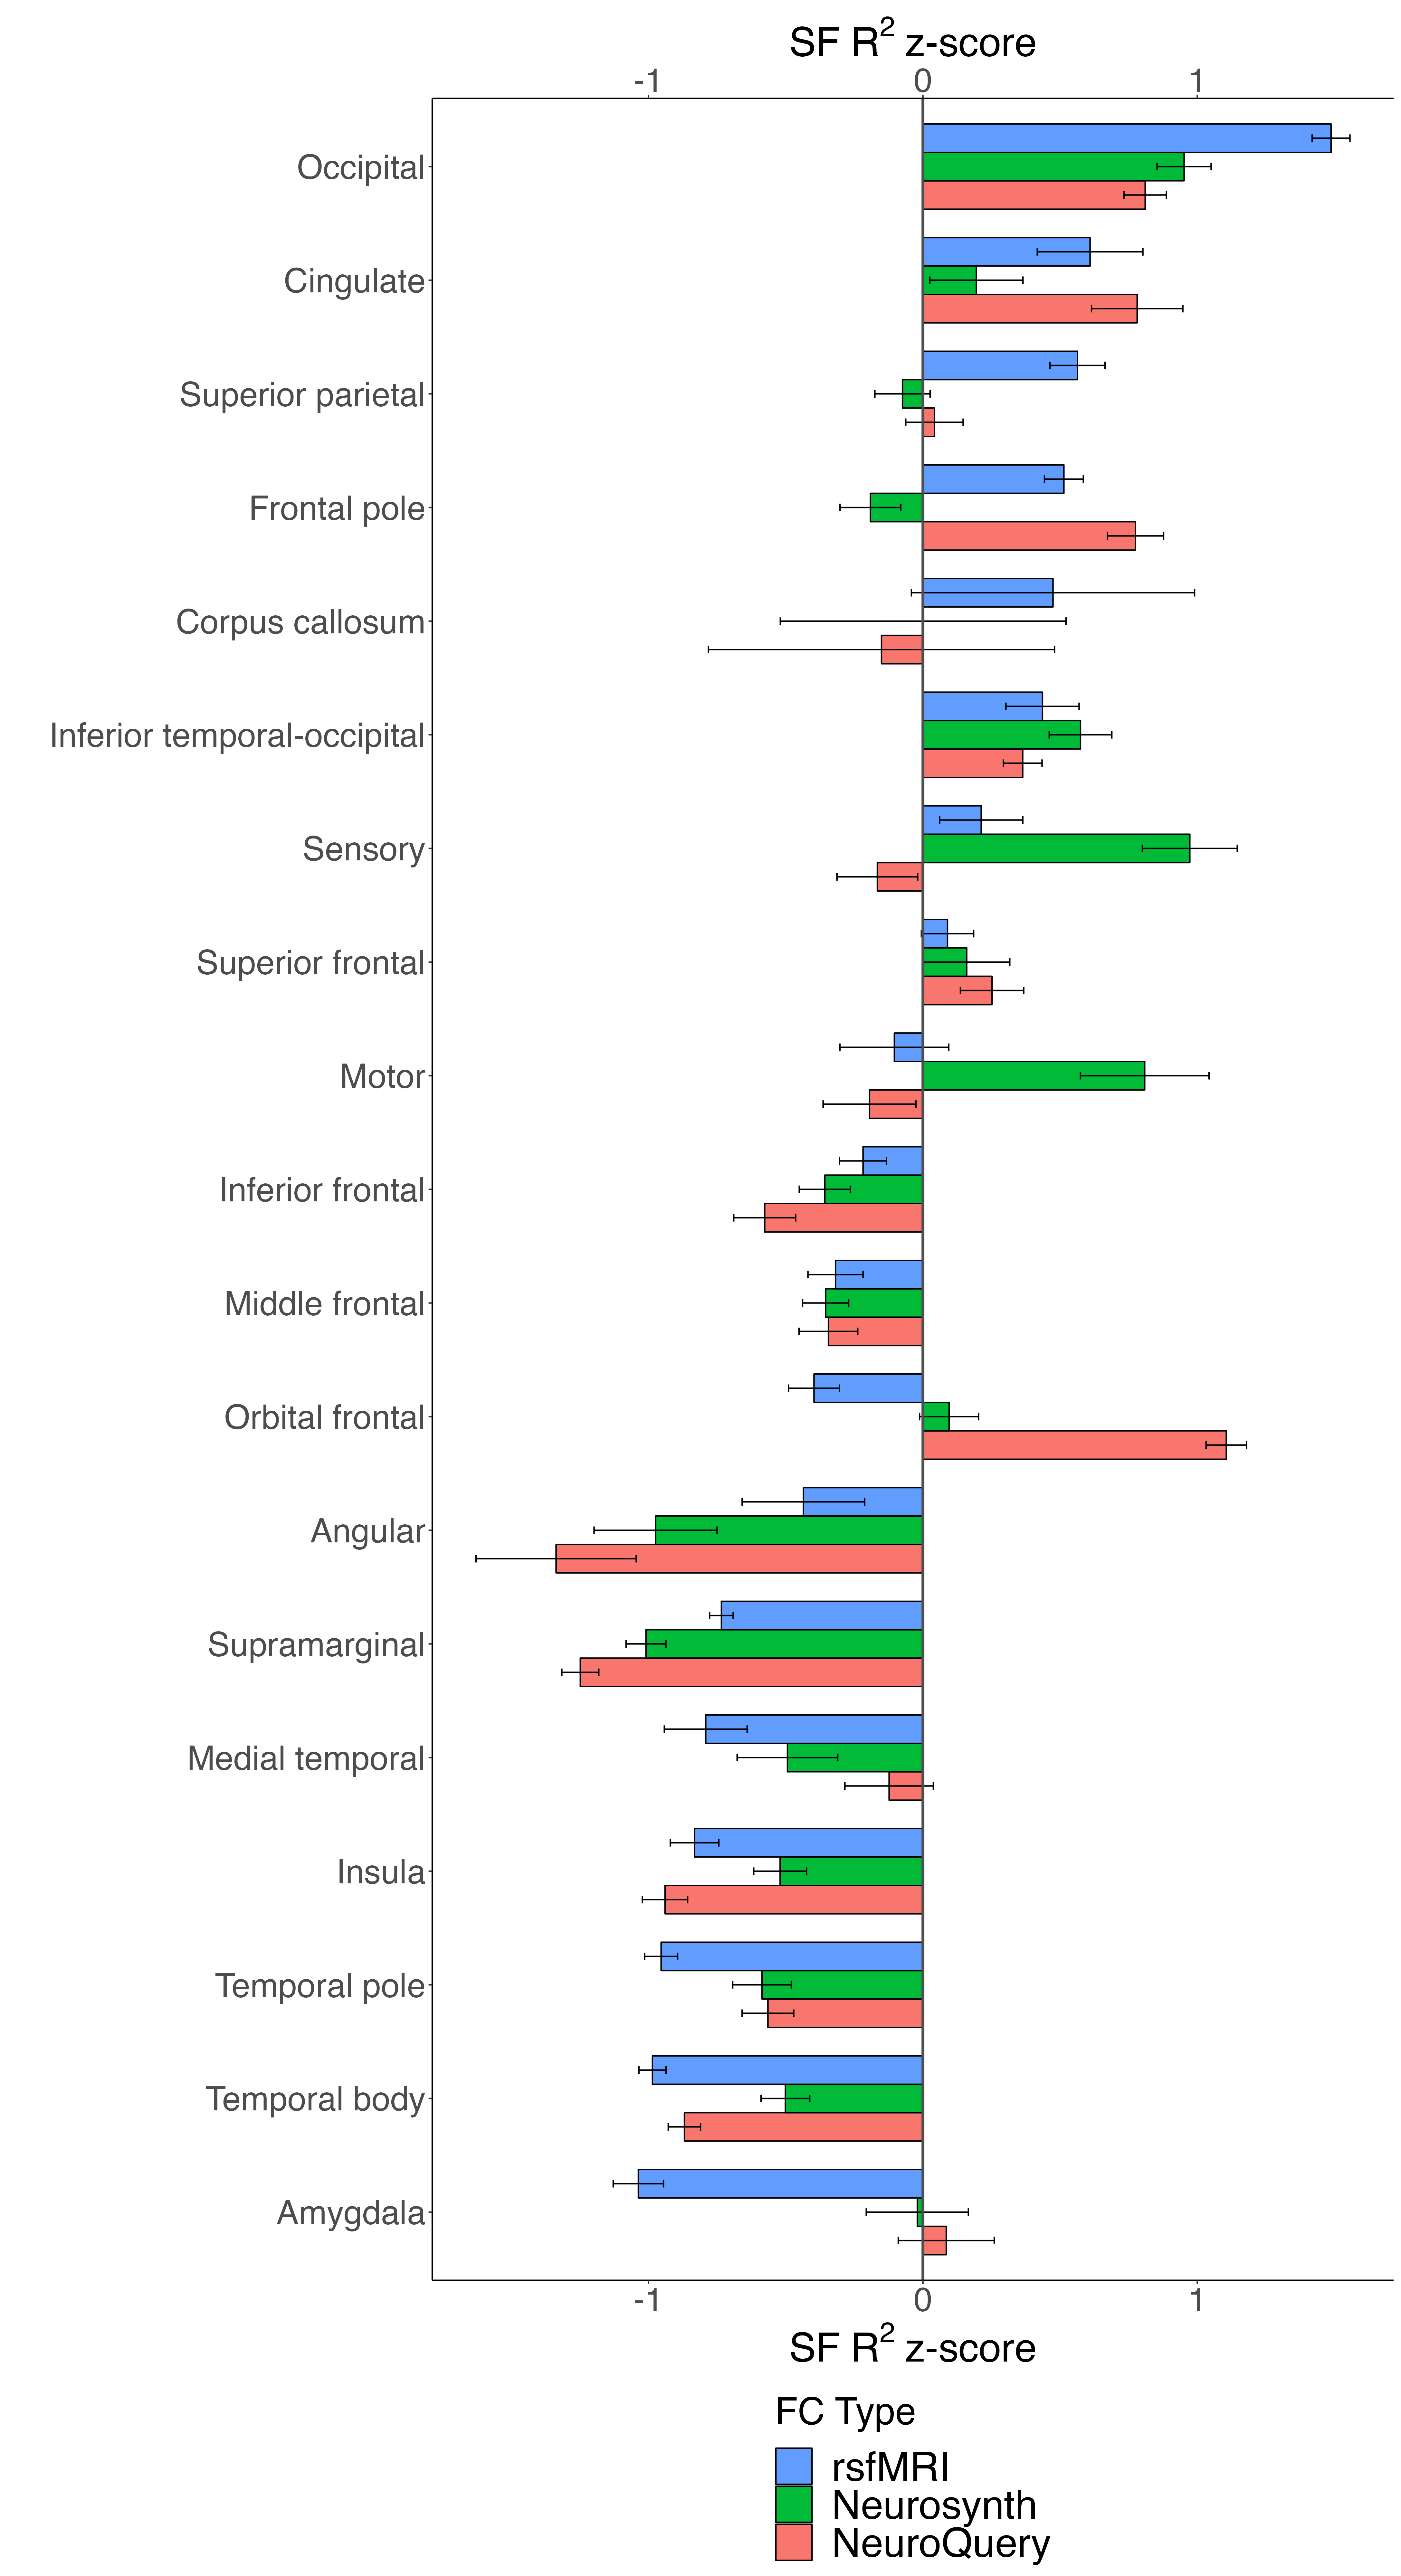 SF R² z-score
-1 0 1
Occipital
Cingulate
Superior parietal
Frontal pole
Corpus callosum
Inferior temporal-occipital
Sensory
Superior frontal
Motor
Inferior frontal
Middle frontal
Orbital frontal
Angular
Supramarginal
Medial temporal
Insula
Temporal pole
Temporal body
Amygdala
-1 0 1
SF R² z-score
FC Type
rsfMRI
Neurosynth
NeuroQuery